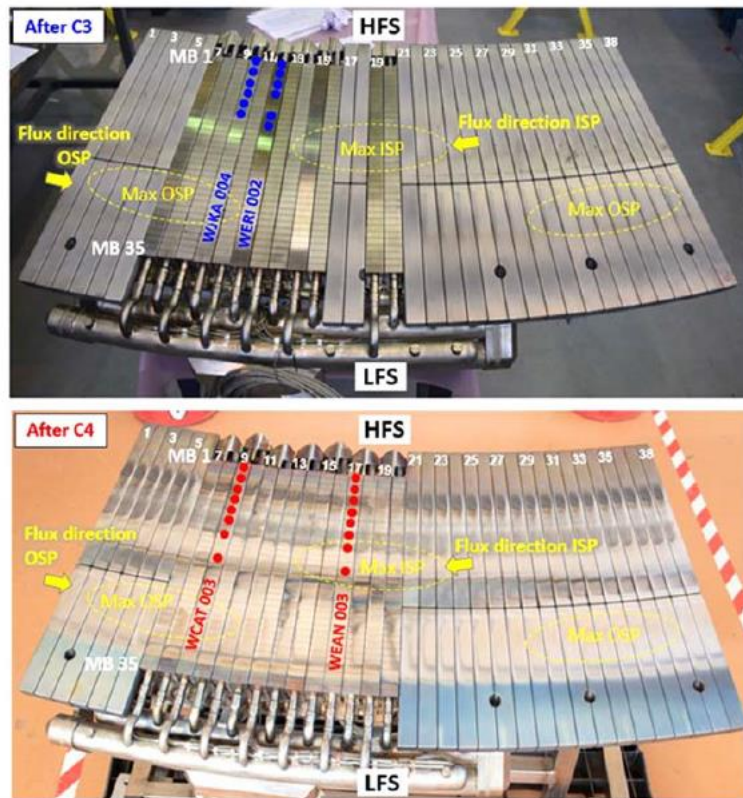 After C3
HFS
1 3 5 7 9 11 13 15 17 19 21 23 25 27 29 31 33 35 38
MB 1
Flux direction
OSP
Max ISP
Flux direction ISP
Max OSP
WJKA 004
WERI 002
Max OSP
MB 35
LFS
After C4
HFS
1 3 5 7 9 11 13 15 17 19 21 23 25 27 29 31 33 35 38
MB 1
Flux direction
OSP
Max ISP
Flux direction ISP
Max OSP
WCAT 003
WEAN 003
Max OSP
MB 35
LFS